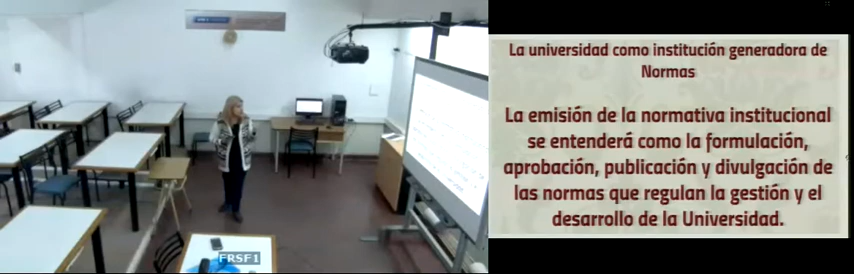 La universidad como institución generadora de
Normas
La emisión de la normativa institucional
se entenderá como la formulación,
aprobación, publicación y divulgación de
las normas que regulan la gestión y el
desarrollo de la Universidad.
FRSF1